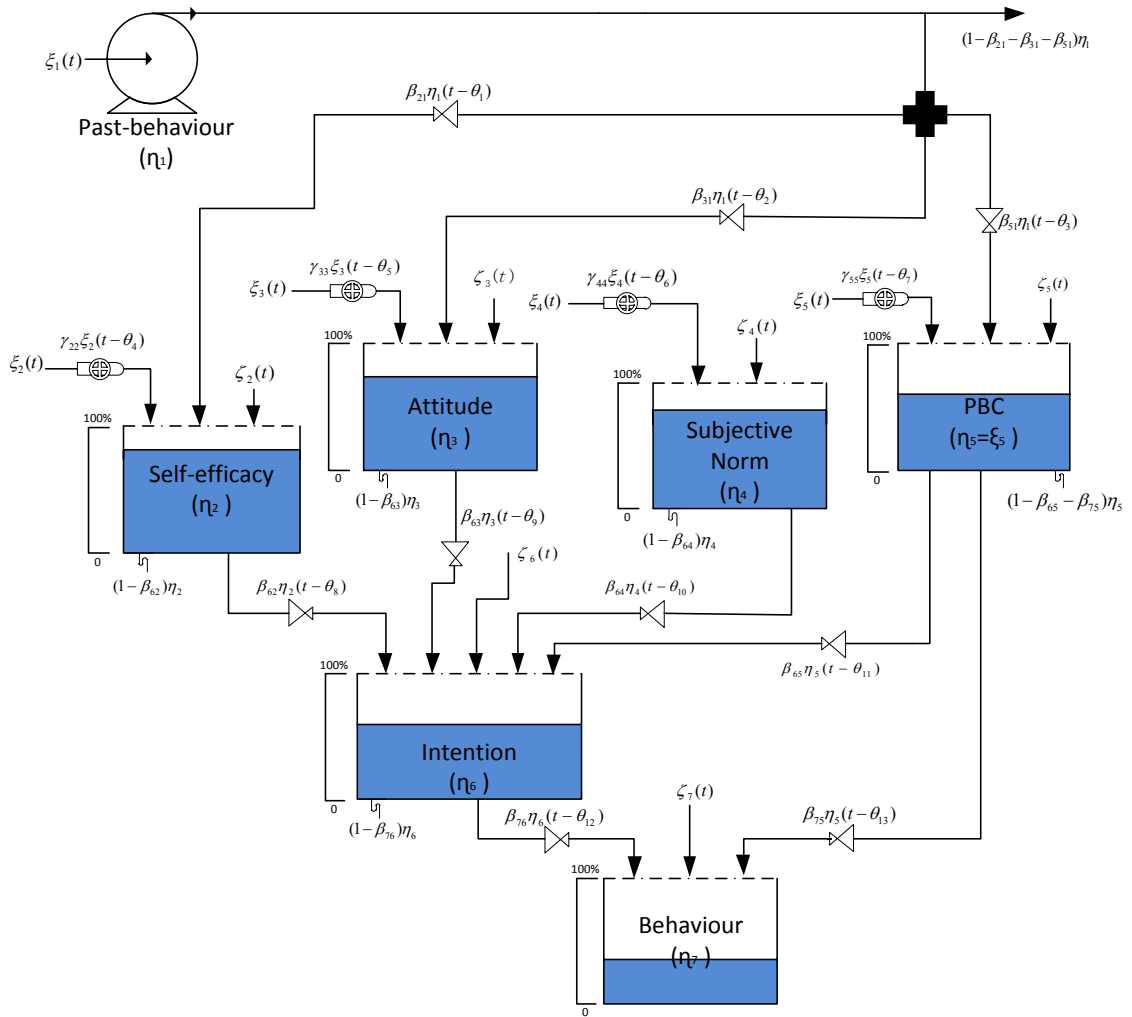 (1-β₂₁-β₃₁-β₅₁)η₁
ξ₁(t)
β₂₁η₁(t-θ₁)
Past-behaviour
(η₁)
β₃₁η₁(t-θ₂)
β₅₁η₁(t-θ₃)
γ₃₃ξ₃(t-θ₅)
ζ₃(t)
γ₄₄ξ₄(t-θ₆)
γ₅₅ξ₅(t-θ₇)
ζ₅(t)
ξ₃(t)
ξ₄(t)
ξ₅(t)
ζ₄(t)
γ₂₂ξ₂(t-θ₄)
ξ₂(t)
ζ₂(t)
100%
100%
100%
100%
Attitude
(η₃ )
PBC
(η₅=ξ₅ )
Subjective
Norm
(η₄ )
Self-efficacy
(η₂ )
0
0
0
0
(1-β₆₃)η₃
(1-β₆₅-β₇₅)η₅
β₆₃η₃(t-θ₉)
(1-β₆₄)η₄
ζ₆(t)
(1-β₆₂)η₂
β₆₂η₂(t-θ₈)
β₆₄η₄(t-θ₁₀)
β₆₅η₅(t-θ₁₁)
100%
Intention
(η₆ )
0
(1-β₇₆)η₆
ζ₇(t)
β₇₆η₆(t-θ₁₂)
β₇₅η₅(t-θ₁₃)
100%
Behaviour
(η₇ )
0